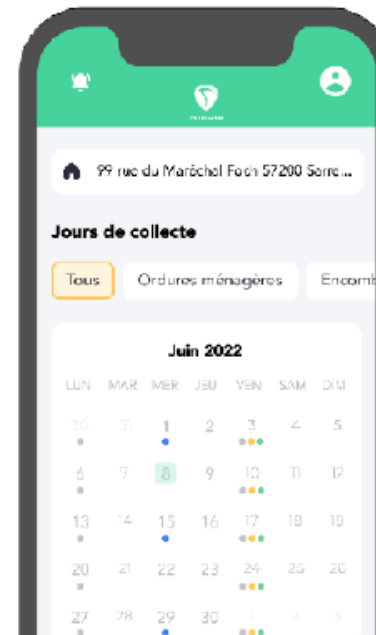 99 rue du Maréchal Foch 57200 Sarre...
Jours de collecte
Tous Ordures ménagères Encomb
Juin 2022
LUN MAR MER JEU VEN SAM DIM
30 31 1 2 3 4 5
6 7 8 9 10 11 12
13 14 15 16 17 18 19
20 21 22 23 24 25 26
27 28 29 30 1 2 3